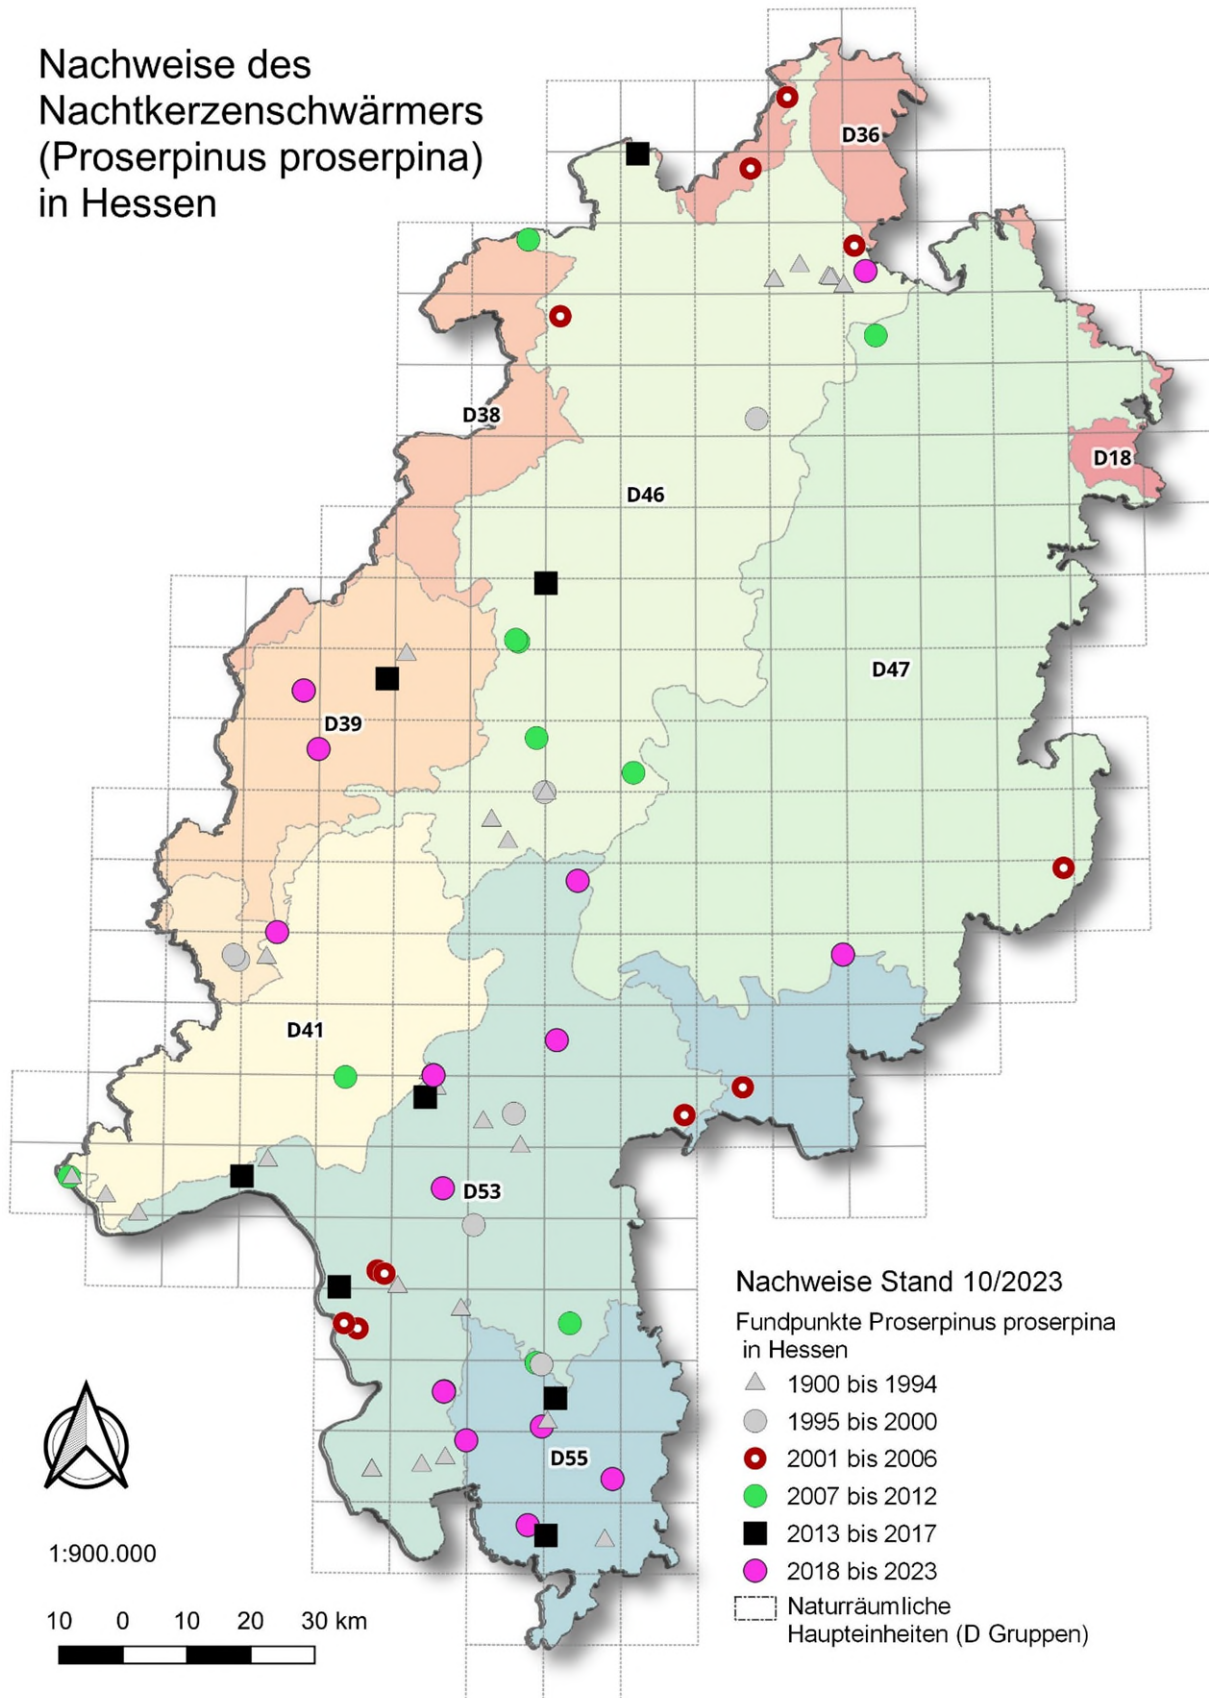 Nachweise des
Nachtkerzenschwärmers
(Proserpinus proserpina)
in Hessen
D36
D38
D18
D46
D47
D39
D41
D53
D55
Nachweise Stand 10/2023
Fundpunkte Proserpinus proserpina
in Hessen
1900 bis 1994
1995 bis 2000
2001 bis 2006
2007 bis 2012
2013 bis 2017
2018 bis 2023
Naturräumliche
Haupteinheiten (D Gruppen)
1:900.000
10 0 10 20 30 km